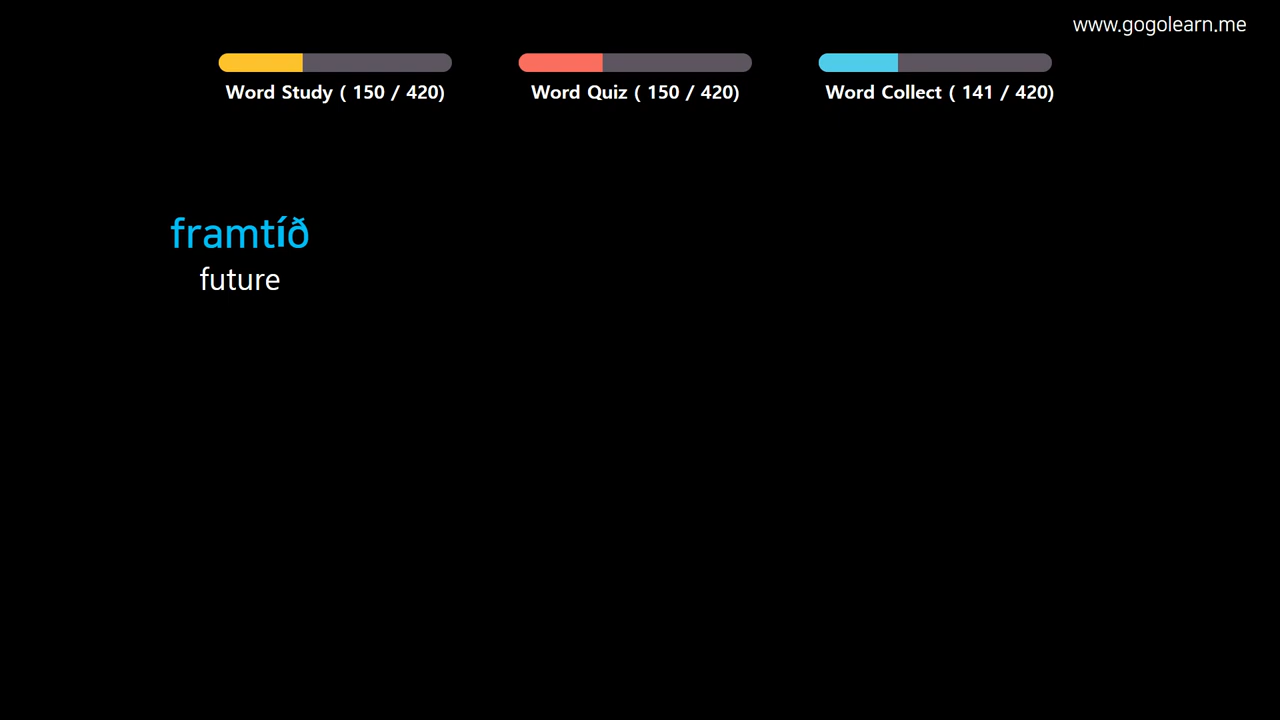 www.gogolearn.me
Word Study ( 150 / 420)
Word Quiz ( 150 / 420)
Word Collect ( 141 / 420)
framtíð
future